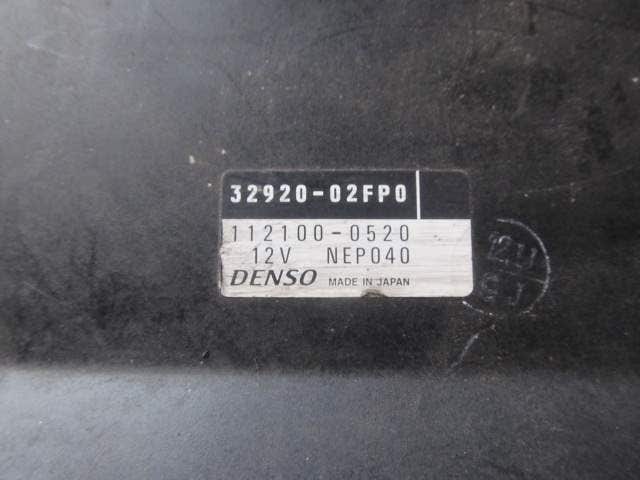 32920-02FP0
112100-0520
12V NEP040
DENSO MADE IN JAPAN